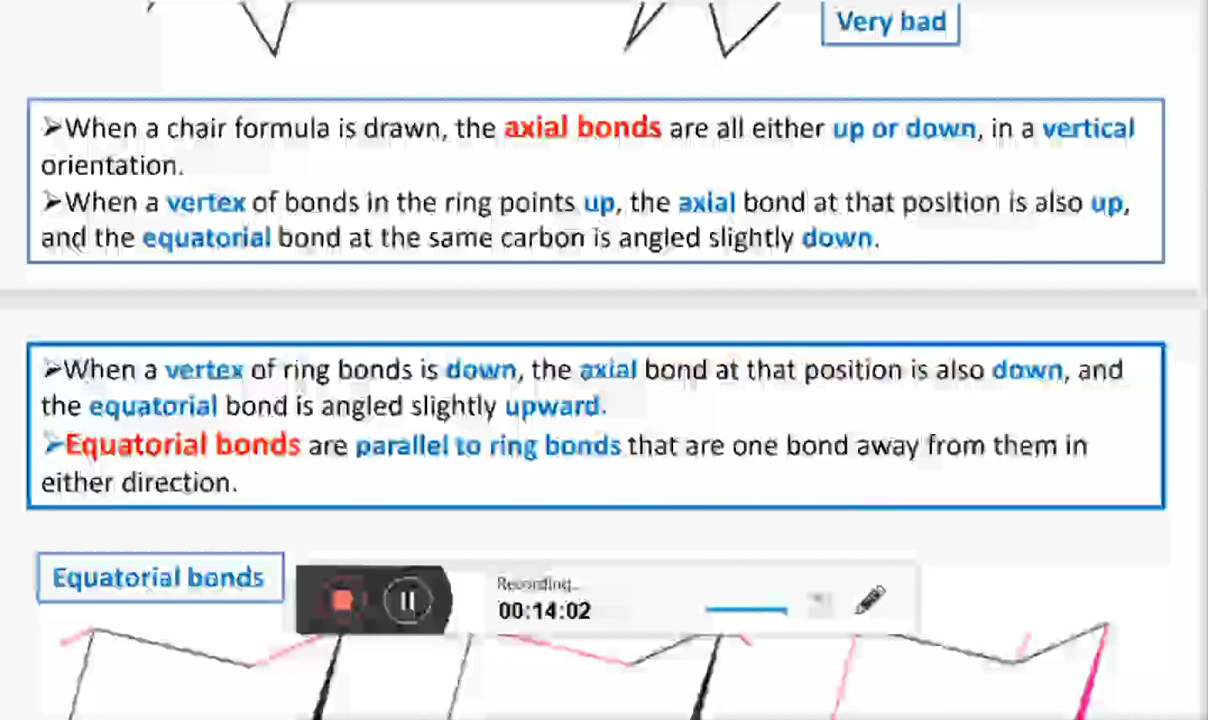 Very bad
➢When a chair formula is drawn, the axial bonds are all either up or down, in a vertical
orientation.
➢When a vertex of bonds in the ring points up, the axial bond at that position is also up,
and the equatorial bond at the same carbon is angled slightly down.
➢When a vertex of ring bonds is down, the axial bond at that position is also down, and
the equatorial bond is angled slightly upward.
➢Equatorial bonds are parallel to ring bonds that are one bond away from them in
either direction.
Equatorial bonds
Recording...
00:14:02